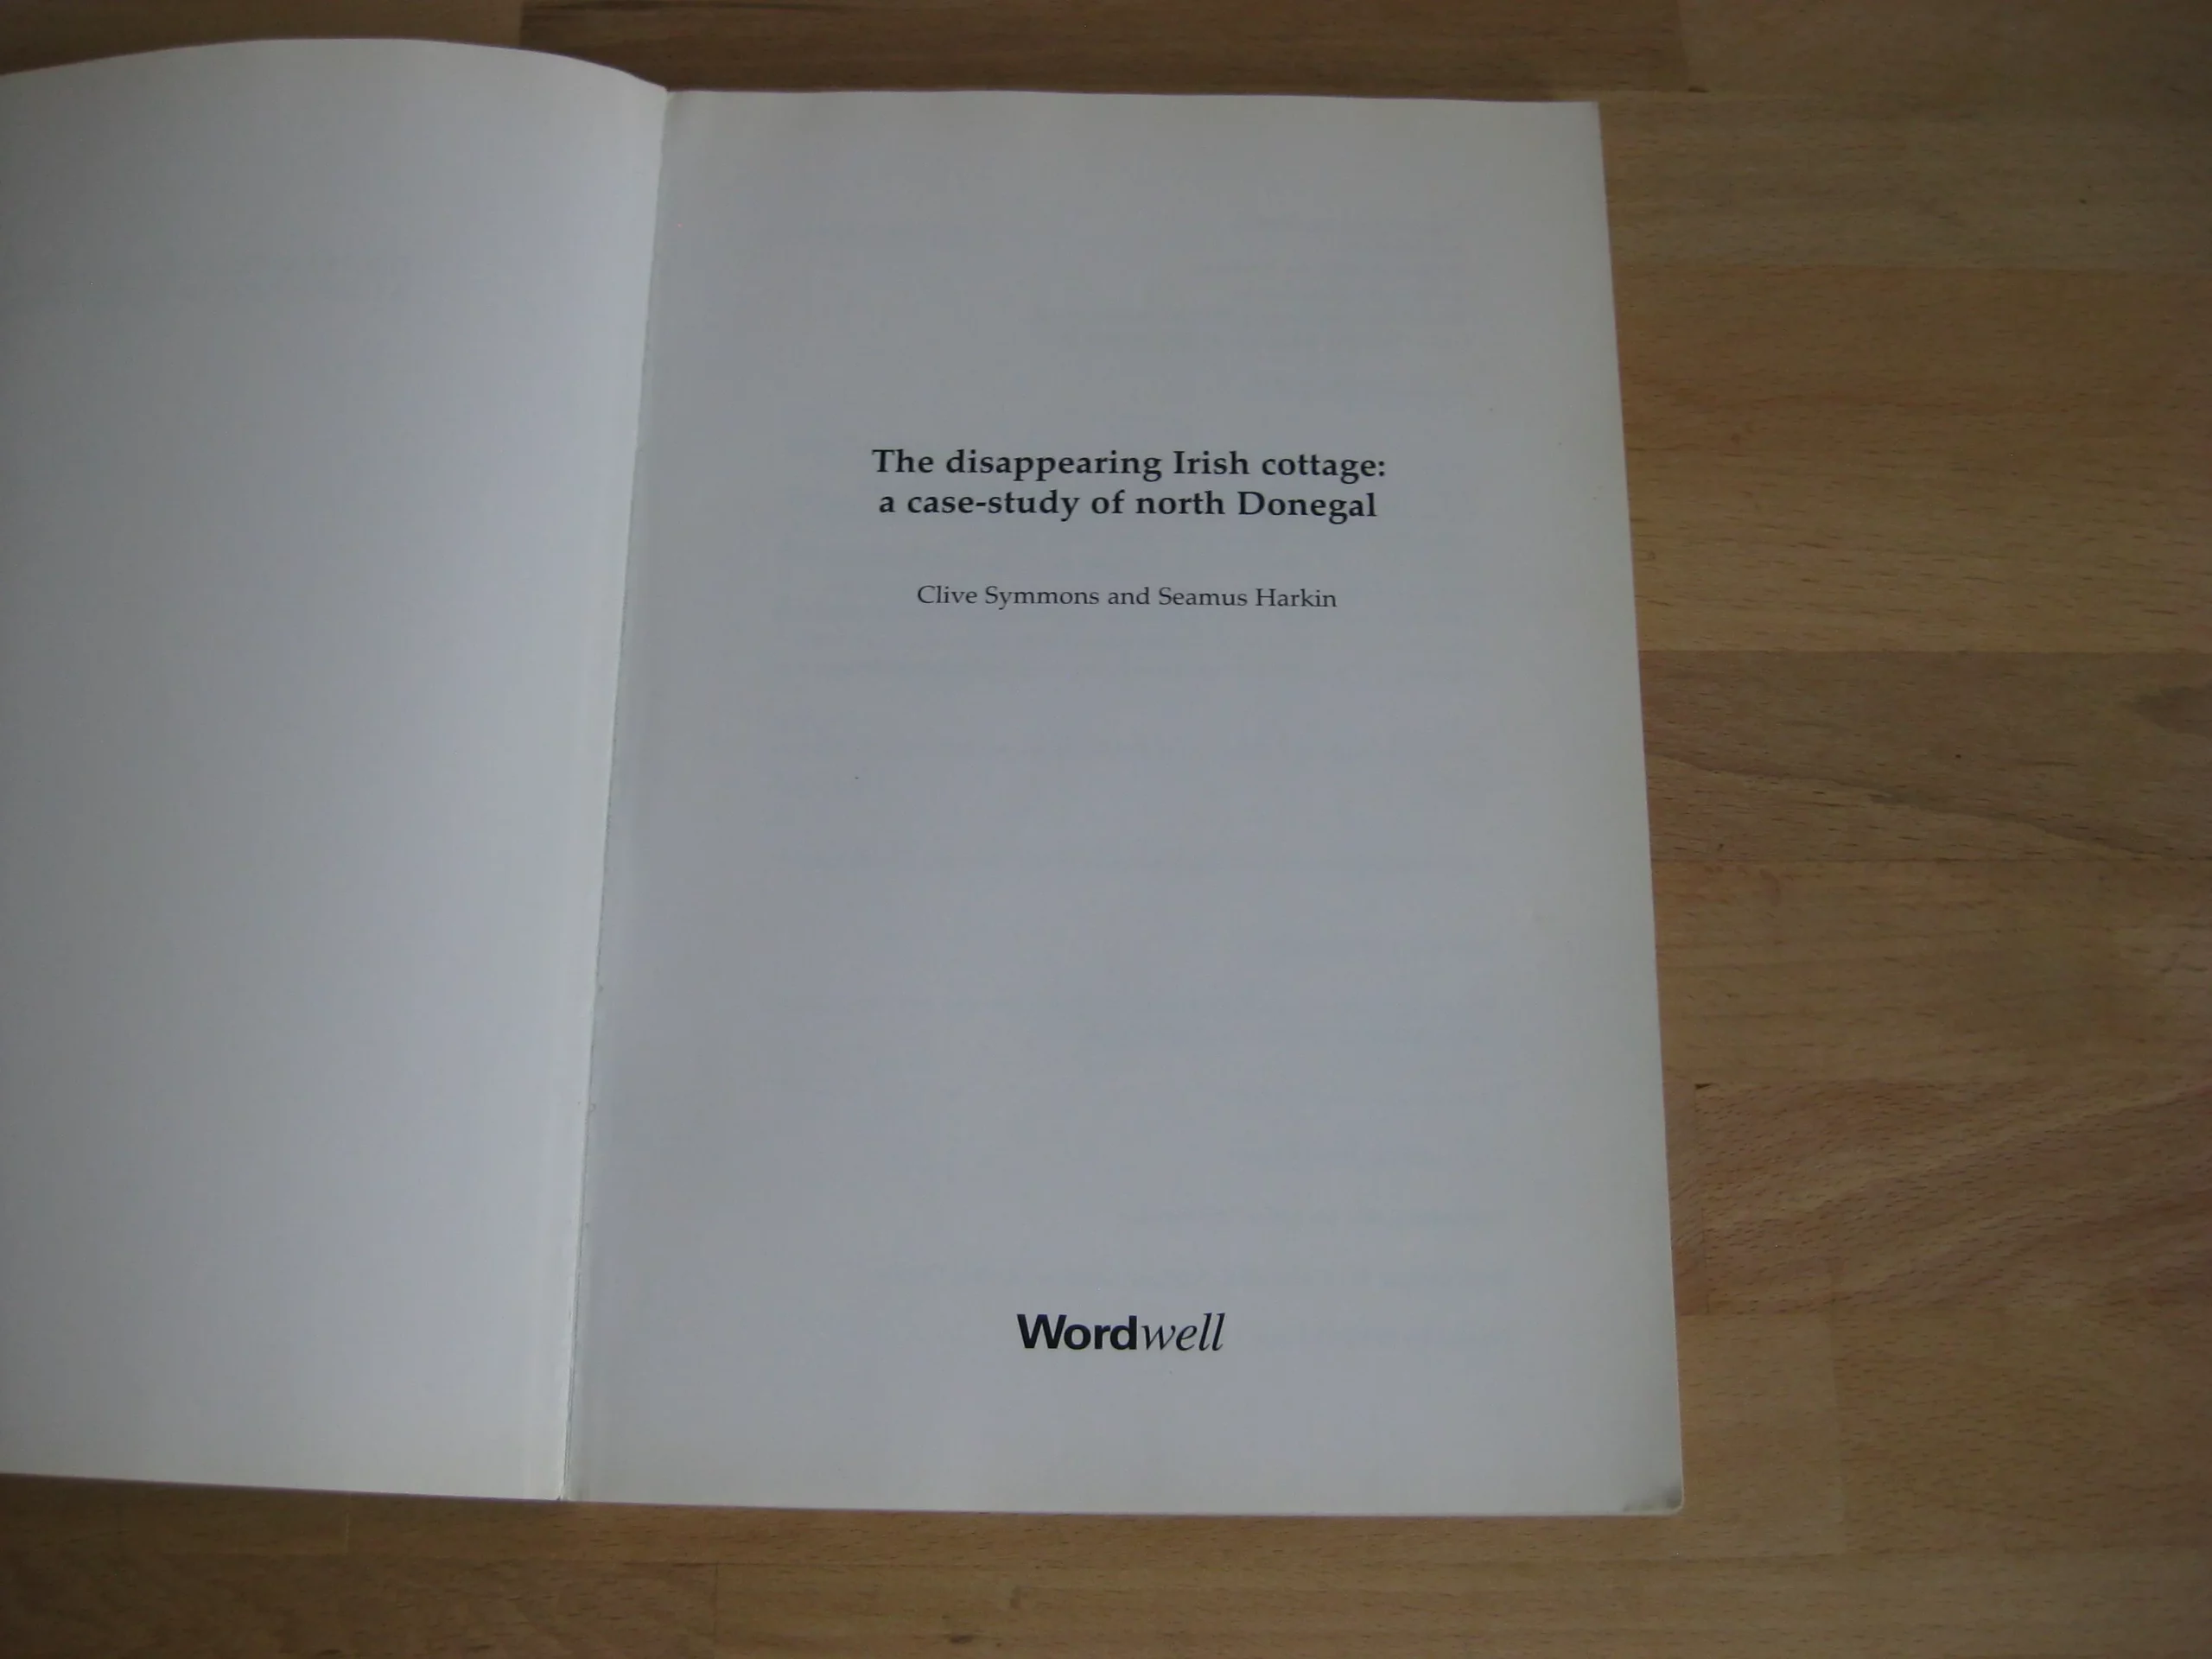 The disappearing Irish cottage:
a case-study of north Donegal
Clive Symmons and Seamus Harkin
Wordwell